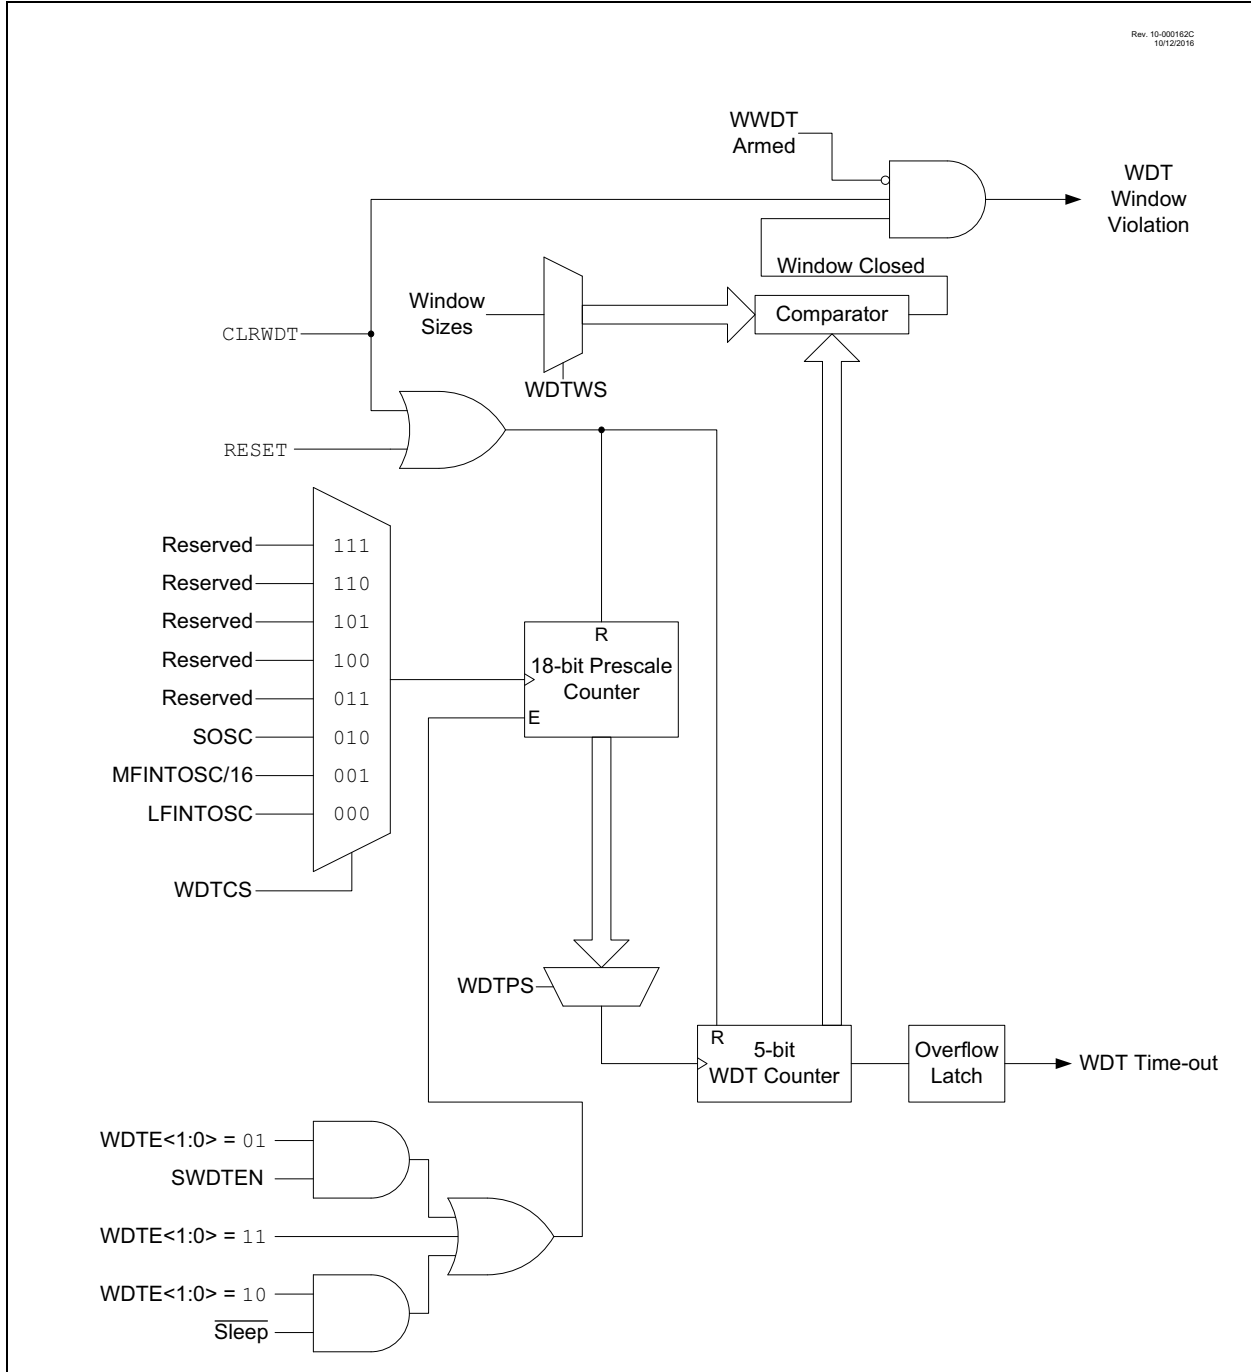 Rev. 10-000162C
10/12/2016
WWDT
Armed
WDT
Window
Violation
Window Closed
Window
Sizes
Comparator
CLRWDT
WDTWS
RESET
Reserved 111
Reserved 110
Reserved 101
Reserved 100
Reserved 011
SOSC 010
MFINTOSC/16 001
LFINTOSC 000
WDTCS
R
18-bit Prescale
Counter
E
WDTPS
R
5-bit
WDT Counter
Overflow
Latch
WDT Time-out
WDTE<1:0> = 01
SWDTEN
WDTE<1:0> = 11
WDTE<1:0> = 10
Sleep